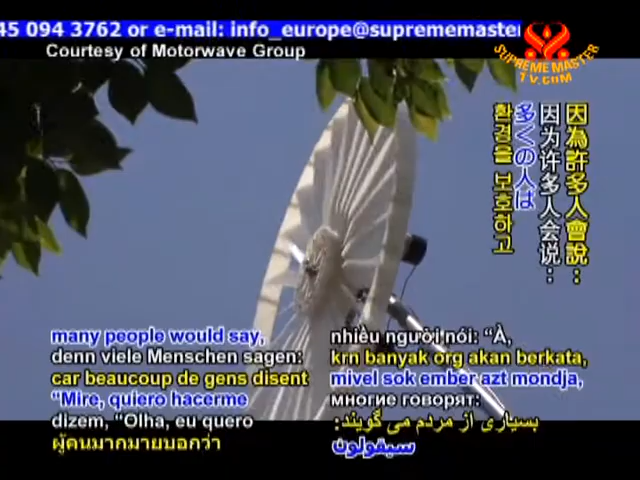 45 094 3762 or e-mail: info_europe@suprememast
Courtesy of Motorwave Group
SUPREME MASTER
TV.COM
因為許多人會說：
因为许多人会说：
多くの人は
환경을 보호하고
many people would say,
denn viele Menschen sagen:
car beaucoup de gens disent
“Mire, quiero hacerme
dizem, “Olha, eu quero
ผู้คนมากมายบอกว่า
nhiều người nói: “À,
krn banyak org akan berkata,
mivel sok ember azt mondja,
многие говорят:
بسیاری از مردم می گویند:
سيقولون